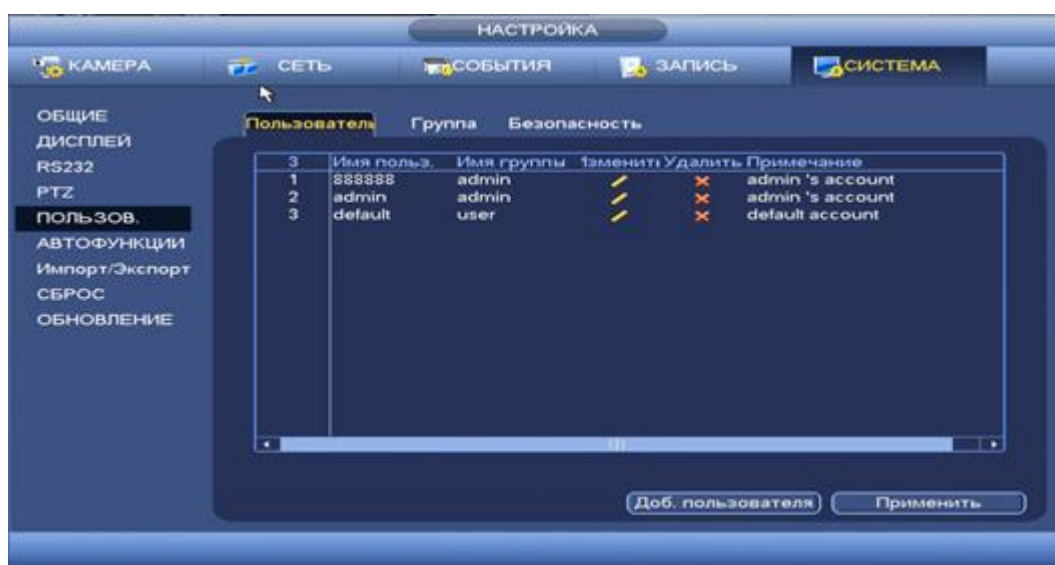 НАСТРОЙКА
КАМЕРА СЕТЬ СОБЫТИЯ ЗАПИСЬ СИСТЕМА
ОБЩИЕ
ДИСПЛЕЙ
RS232
PTZ
ПОЛЬЗОВ.
АВТОФУНКЦИИ
Импорт/Экспорт
СБРОС
ОБНОВЛЕНИЕ
Пользователь Группа Безопасность
3 Имя польз. Имя группы Изменить Удалить Примечание
1 888888 admin admin 's account
2 admin admin admin 's account
3 default user default account
Доб. пользователя Применить